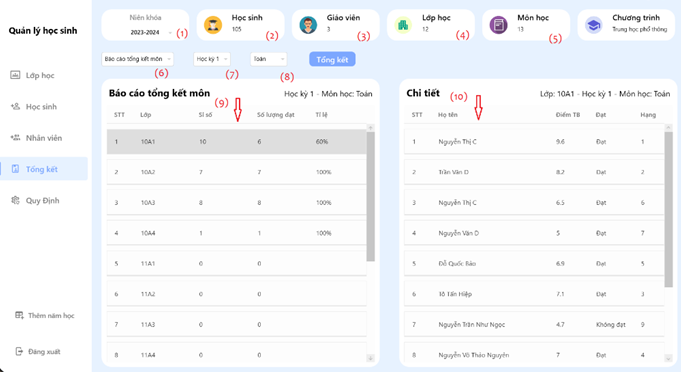 Quản lý học sinh
Niên khóa
2023-2024
(1)
Học sinh
105
(2)
Giáo viên
3
(3)
Lớp học
12
(4)
Môn học
13
(5)
Chương trình
Trung học phổ thông
Báo cáo tổng kết môn
(6)
Học kỳ 1
(7)
Toán
(8)
Tổng kết
Lớp học
Học sinh
Nhân viên
Tổng kết
Quy Định
Thêm năm học
Đăng xuất
Báo cáo tổng kết môn
(9)
Học kỳ 1 - Môn học: Toán
STT Lớp Sĩ số Số lượng đạt Tỉ lệ
1 10A1 10 6 60%
2 10A2 7 7 100%
3 10A3 8 8 100%
4 10A4 1 1 100%
5 11A1 0 0
6 11A2 0 0
7 11A3 0 0
8 11A4 0 0
Chi tiết
(10)
Lớp: 10A1 - Học kỳ 1 - Môn học: Toán
STT Họ tên Điểm TB Đạt Hạng
1 Nguyễn Thị C 9.6 Đạt 1
2 Trần Văn D 8.2 Đạt 2
3 Nguyễn Thị C 6.5 Đạt 6
4 Nguyễn Văn D 5 Đạt 7
5 Đỗ Quốc Bảo 6.9 Đạt 5
6 Tô Tấn Hiệp 7.1 Đạt 3
7 Nguyễn Trần Như Ngọc 4.7 Không đạt 9
8 Nguyễn Võ Thảo Nguyên 7 Đạt 4